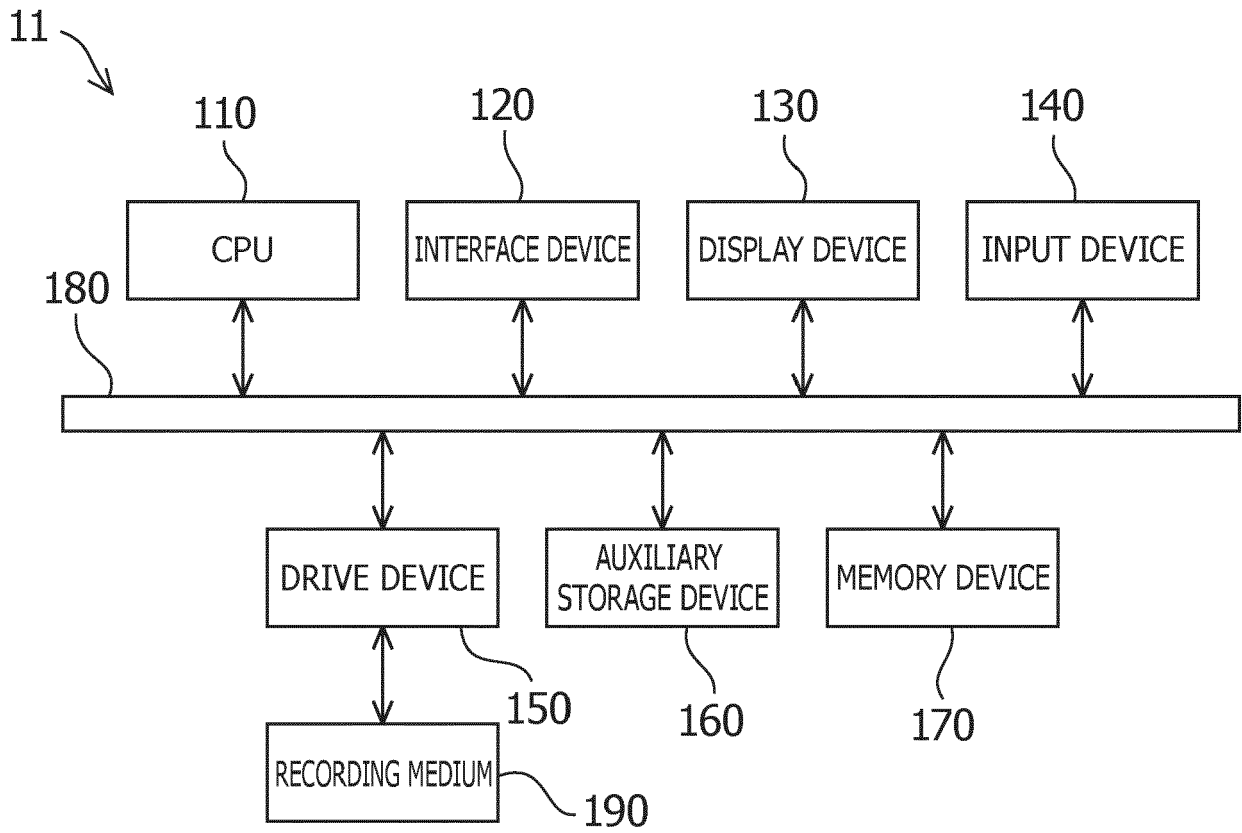 11
110
120
130
140
CPU
INTERFACE DEVICE
DISPLAY DEVICE
INPUT DEVICE
180
DRIVE DEVICE
AUXILIARY
STORAGE DEVICE
MEMORY DEVICE
150
160
170
RECORDING MEDIUM
190